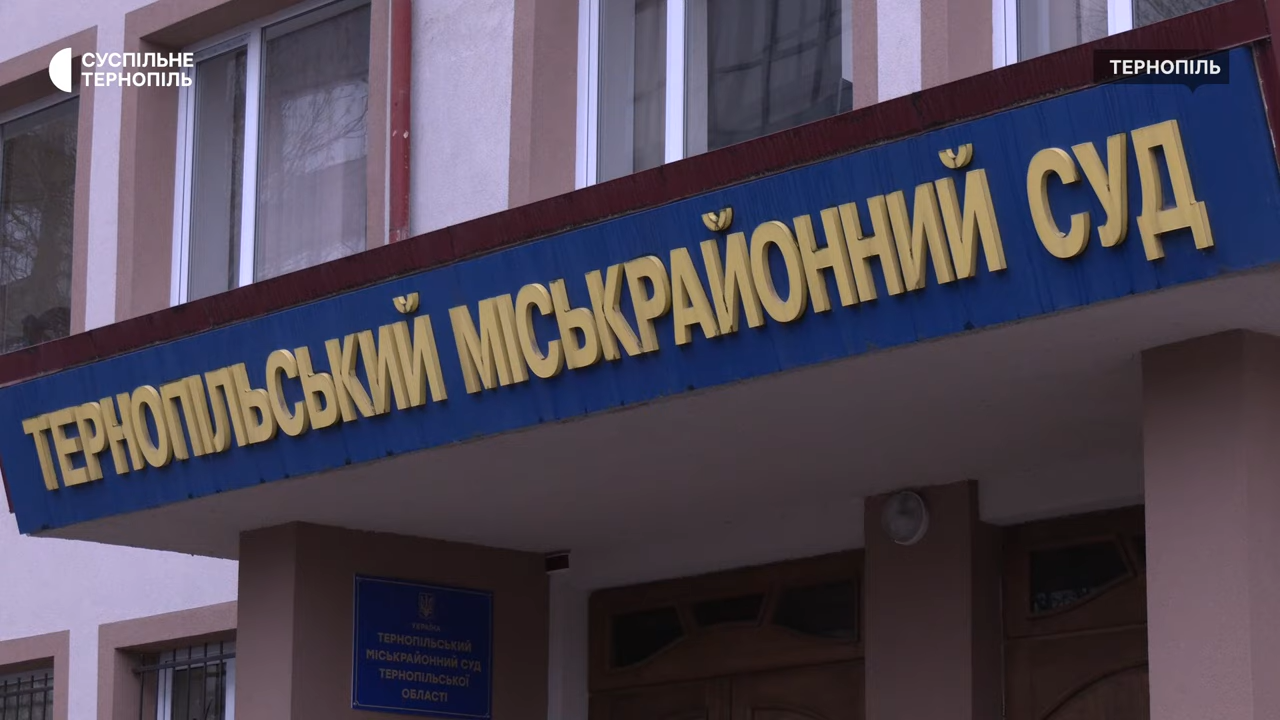 СУСПІЛЬНЕ
ТЕРНОПІЛЬ
ТЕРНОПІЛЬ
ТЕРНОПІЛЬСЬКИЙ МІСЬКРАЙОННИЙ СУД
УКРАЇНА
ТЕРНОПІЛЬСЬКИЙ
МІСЬКРАЙОННИЙ СУД
ТЕРНОПІЛЬСЬКОЇ
ОБЛАСТІ